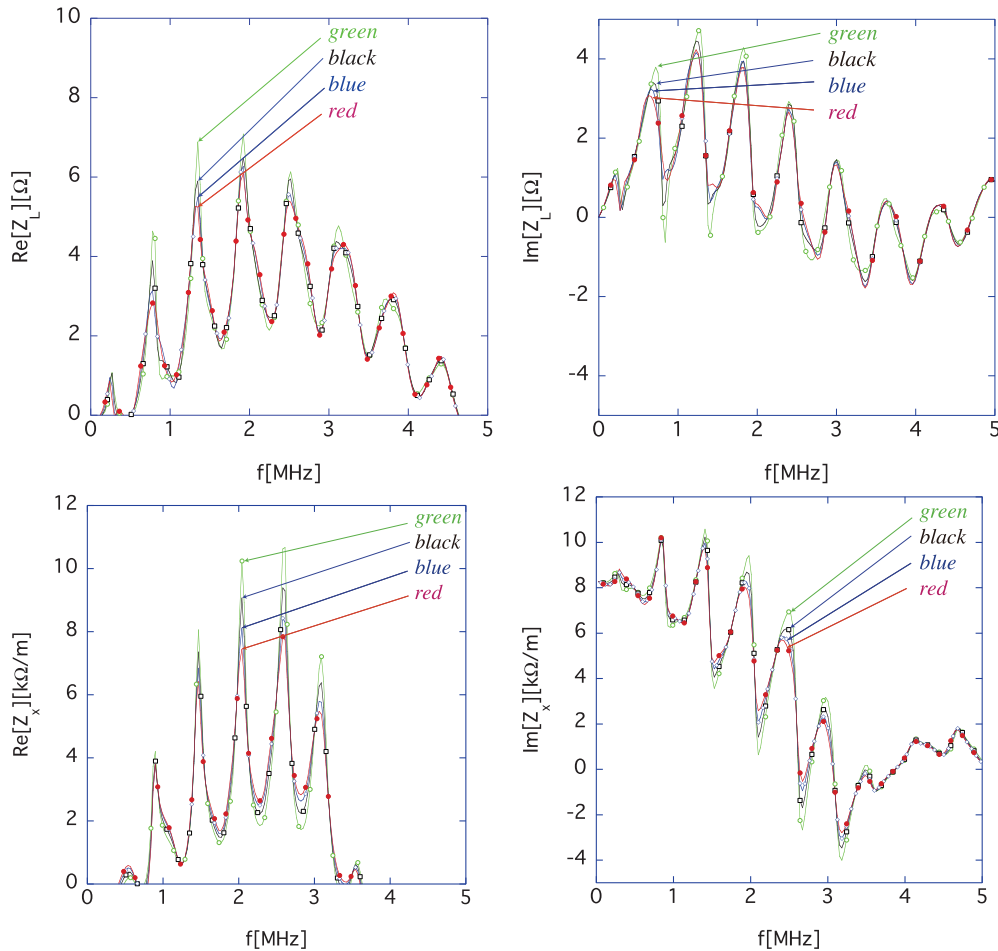 10
8
6
4
2
0
0 1 2 3 4 5
Re[Z_L][Ω]
f[MHz]
green
black
blue
red
4
2
0
-2
-4
0 1 2 3 4 5
Im[Z_L][Ω]
f[MHz]
green
black
blue
red
12
10
8
6
4
2
0
0 1 2 3 4 5
Re[Z_x][kΩ/m]
f[MHz]
green
black
blue
red
12
10
8
6
4
2
0
-2
-4
0 1 2 3 4 5
Im[Z_x][kΩ/m]
f[MHz]
green
black
blue
red